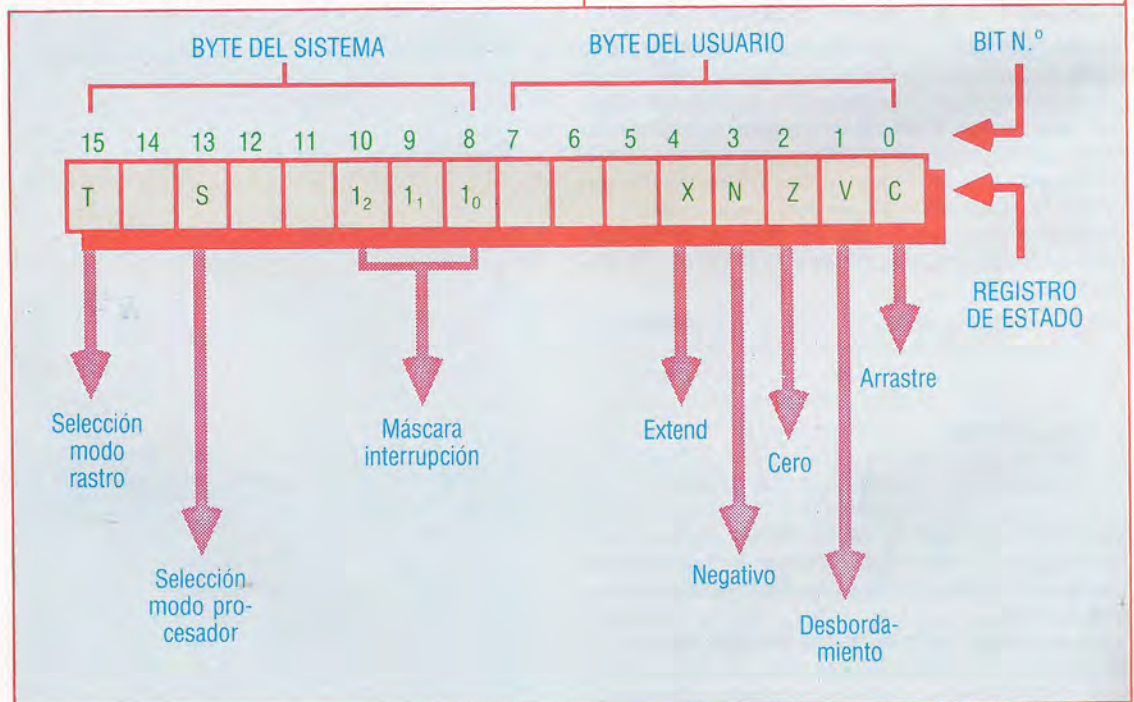 BYTE DEL SISTEMA
BYTE DEL USUARIO
BIT N.º
15 14 13 12 11 10 9 8 7 6 5 4 3 2 1 0
T S 1₂ 1₁ 1₀ X N Z V C
REGISTRO
DE ESTADO
Arrastre
Selección
modo
rastro
Máscara
interrupción
Extend
Cero
Selección
modo pro-
cesador
Negativo
Desborda-
miento